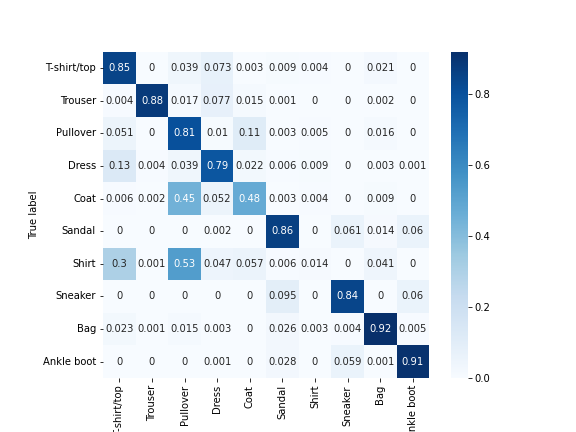 T-shirt/top 0.85 0 0.039 0.073 0.003 0.009 0.004 0 0.021 0
Trouser 0.004 0.88 0.017 0.077 0.015 0.001 0 0 0.002 0
Pullover 0.051 0 0.81 0.01 0.11 0.003 0.005 0 0.016 0
Dress 0.13 0.004 0.039 0.79 0.022 0.006 0.009 0 0.003 0.001
Coat 0.006 0.002 0.45 0.052 0.48 0.003 0.004 0 0.009 0
Sandal 0 0 0 0.002 0 0.86 0 0.061 0.014 0.06
Shirt 0.3 0.001 0.53 0.047 0.057 0.006 0.014 0 0.041 0
Sneaker 0 0 0 0 0 0.095 0 0.84 0 0.06
Bag 0.023 0.001 0.015 0.003 0 0.026 0.003 0.004 0.92 0.005
Ankle boot 0 0 0 0.001 0 0.028 0 0.059 0.001 0.91
True label
-shirt/top Trouser Pullover Dress Coat Sandal Shirt Sneaker Bag nkle boot
0.8
0.6
0.4
0.2
0.0